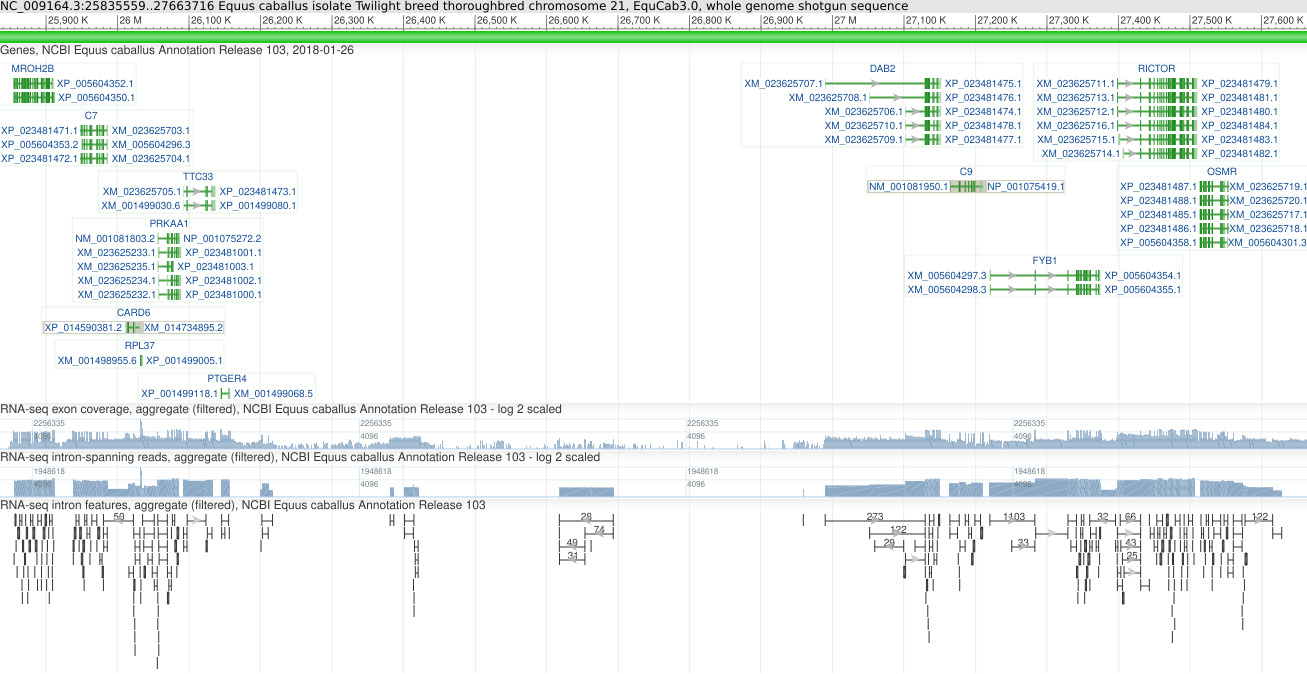 NC_009164.3:25835559..27663716 Equus caballus isolate Twilight breed thoroughbred chromosome 21, EquCab3.0, whole genome shotgun sequence
25,900 K 26 M 26,100 K 26,200 K 26,300 K 26,400 K 26,500 K 26,600 K 26,700 K 26,800 K 26,900 K 27 M 27,100 K 27,200 K 27,300 K 27,400 K 27,500 K 27,600 K
Genes, NCBI Equus caballus Annotation Release 103, 2018-01-26
MROH2B DAB2 RICTOR
XP_005604352.1 XM_023625707.1 XP_023481475.1 XM_023625711.1 XP_023481479.1
XP_005604350.1 XM_023625708.1 XP_023481476.1 XM_023625713.1 XP_023481481.1
C7 XM_023625706.1 XP_023481474.1 XM_023625712.1 XP_023481480.1
XP_023481471.1 XM_023625703.1 XM_023625710.1 XP_023481478.1 XM_023625716.1 XP_023481484.1
XP_005604353.2 XM_005604296.3 XM_023625709.1 XP_023481477.1 XM_023625715.1 XP_023481483.1
XP_023481472.1 XM_023625704.1 XM_023625714.1 XP_023481482.1
TTC33 C9 OSMR
XM_023625705.1 XP_023481473.1 NM_001081950.1 NP_001075419.1 XP_023481487.1 XM_023625719.1
XM_001499030.6 XP_001499080.1 XP_023481488.1 XM_023625720.1
PRKAA1 XP_023481485.1 XM_023625717.1
XP_023481486.1 XM_023625718.1
NM_001081803.2 NP_001075272.2 XP_005604358.1 XM_005604301.3
XM_023625233.1 XP_023481001.1 FYB1
XM_023625235.1 XP_023481003.1 XM_005604297.3 XP_005604354.1
XM_023625234.1 XP_023481002.1 XM_005604298.3 XP_005604355.1
XM_023625232.1 XP_023481000.1
CARD6
XP_014590381.2 XM_014734895.2
RPL37
XM_001498955.6 XP_001499005.1
PTGER4
XP_001499118.1 XM_001499068.5
RNA-seq exon coverage, aggregate (filtered), NCBI Equus caballus Annotation Release 103 - log 2 scaled
2256335 2256335 2256335 2256335
4096 4096 4096 4096
RNA-seq intron-spanning reads, aggregate (filtered), NCBI Equus caballus Annotation Release 103 - log 2 scaled
1948618 1948618 1948618 1948618
4096 4096 4096 4096
RNA-seq intron features, aggregate (filtered), NCBI Equus caballus Annotation Release 103
50 28 273 1103 32 66 122
74 122
49 29 33 43
31 25